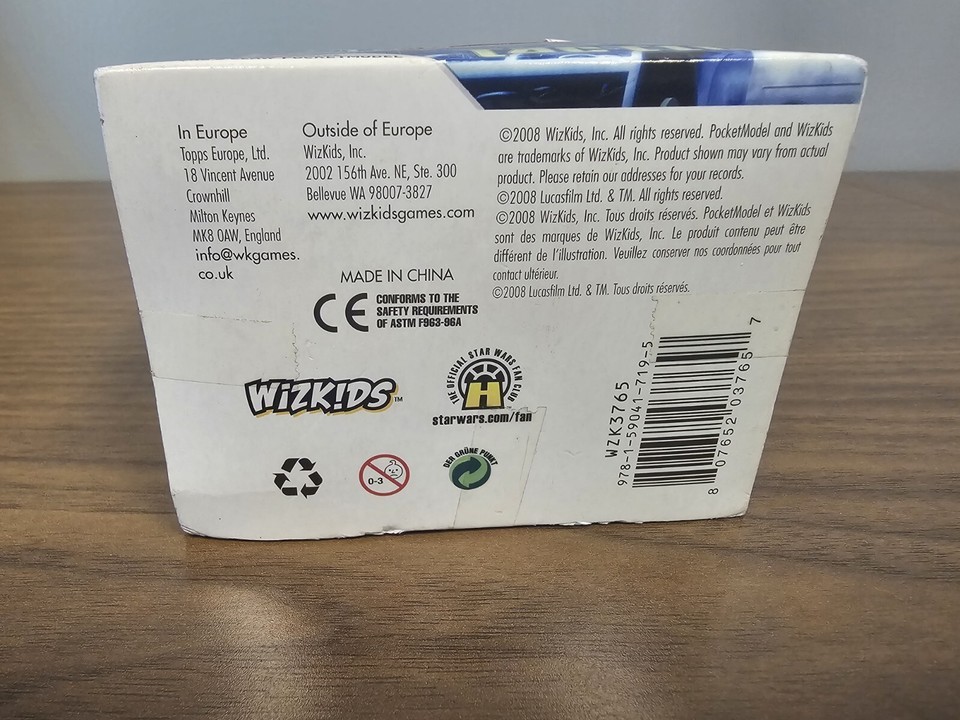 In Europe
Topps Europe, Ltd.
18 Vincent Avenue
Crownhill
Milton Keynes
MK8 0AW, England
info@wkgames.
co.uk
Outside of Europe
WizKids, Inc.
2002 156th Ave. NE, Ste. 300
Bellevue WA 98007-3827
www.wizkidsgames.com
MADE IN CHINA
CE
CONFORMS TO THE
SAFETY REQUIREMENTS
OF ASTM F963-96A
©2008 WizKids, Inc. All rights reserved. PocketModel and WizKids
are trademarks of WizKids, Inc. Product shown may vary from actual
product. Please retain our addresses for your records.
©2008 Lucasfilm Ltd. & TM. All rights reserved.
©2008 WizKids, Inc. Tous droits réservés. PocketModel et WizKids
sont des marques de WizKids, Inc. Le produit contenu peut être
différent de l'illustration. Veuillez conserver nos coordonnées pour tout
contact ultérieur.
©2008 Lucasfilm Ltd. & TM. Tous droits réservés.
WIZK!DS™
THE OFFICIAL STAR WARS FAN CLUB
H
starwars.com/fan
0-3
DER GRÜNE PUNKT
WZK3765
978-1-59041-719-5
8 07652 03765 7